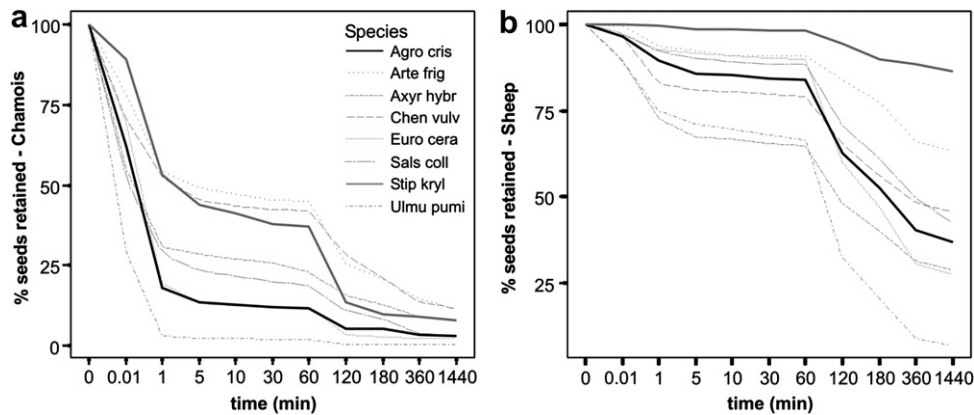 a
% seeds retained - Chamois
100
75
50
25
0
Species
Agro cris
Arte frig
Axyr hybr
Chen vulv
Euro cera
Sals coll
Stip kryl
Ulmu pumi
0 0.01 1 5 10 30 60 120 180 360 1440
time (min)
b
% seeds retained - Sheep
100
75
50
25
0 0.01 1 5 10 30 60 120 180 360 1440
time (min)